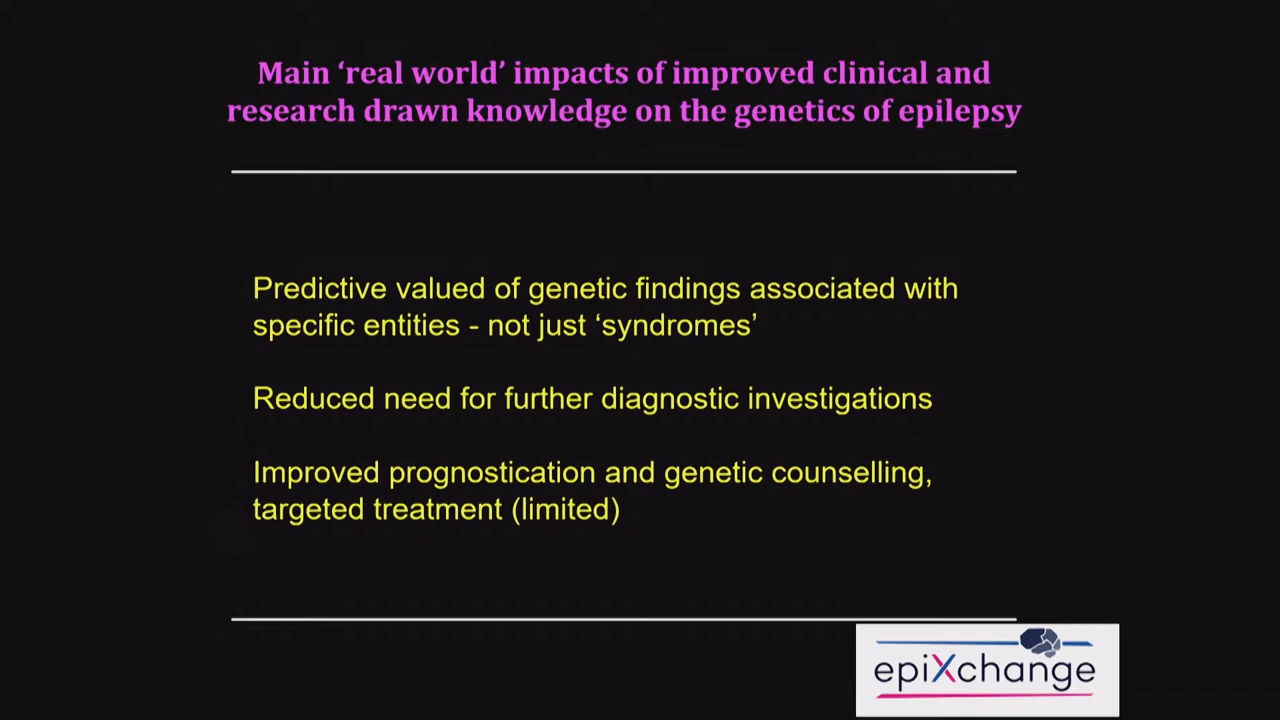 Main ‘real world’ impacts of improved clinical and
research drawn knowledge on the genetics of epilepsy
Predictive valued of genetic findings associated with
specific entities - not just ‘syndromes’
Reduced need for further diagnostic investigations
Improved prognostication and genetic counselling,
targeted treatment (limited)
epiXchange